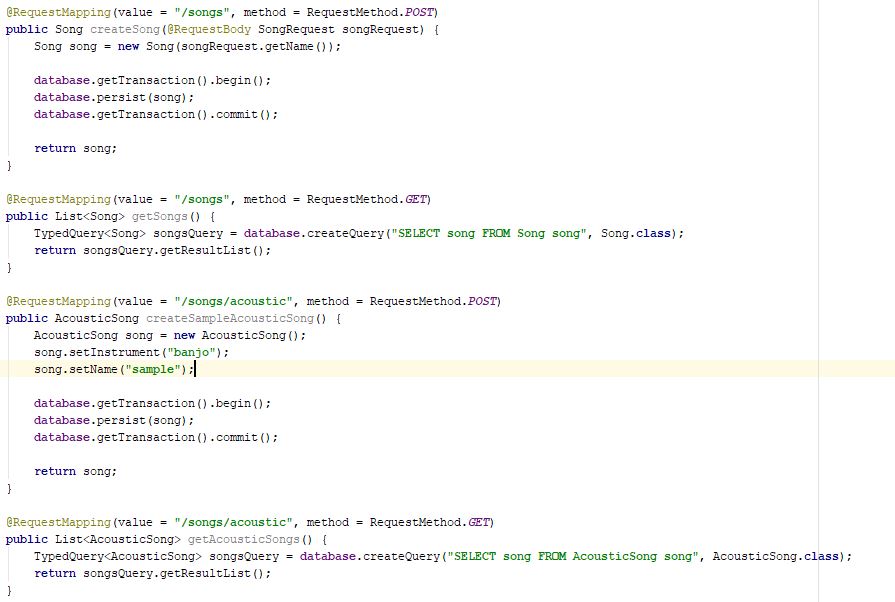 @RequestMapping(value = "/songs", method = RequestMethod.POST)
public Song createSong(@RequestBody SongRequest songRequest) {
    Song song = new Song(songRequest.getName());

    database.getTransaction().begin();
    database.persist(song);
    database.getTransaction().commit();

    return song;
}

@RequestMapping(value = "/songs", method = RequestMethod.GET)
public List<Song> getSongs() {
    TypedQuery<Song> songsQuery = database.createQuery("SELECT song FROM Song song", Song.class);
    return songsQuery.getResultList();
}

@RequestMapping(value = "/songs/acoustic", method = RequestMethod.POST)
public AcousticSong createSampleAcousticSong() {
    AcousticSong song = new AcousticSong();
    song.setInstrument("banjo");
    song.setName("sample");

    database.getTransaction().begin();
    database.persist(song);
    database.getTransaction().commit();

    return song;
}

@RequestMapping(value = "/songs/acoustic", method = RequestMethod.GET)
public List<AcousticSong> getAcousticSongs() {
    TypedQuery<AcousticSong> songsQuery = database.createQuery("SELECT song FROM AcousticSong song", AcousticSong.class);
    return songsQuery.getResultList();
}